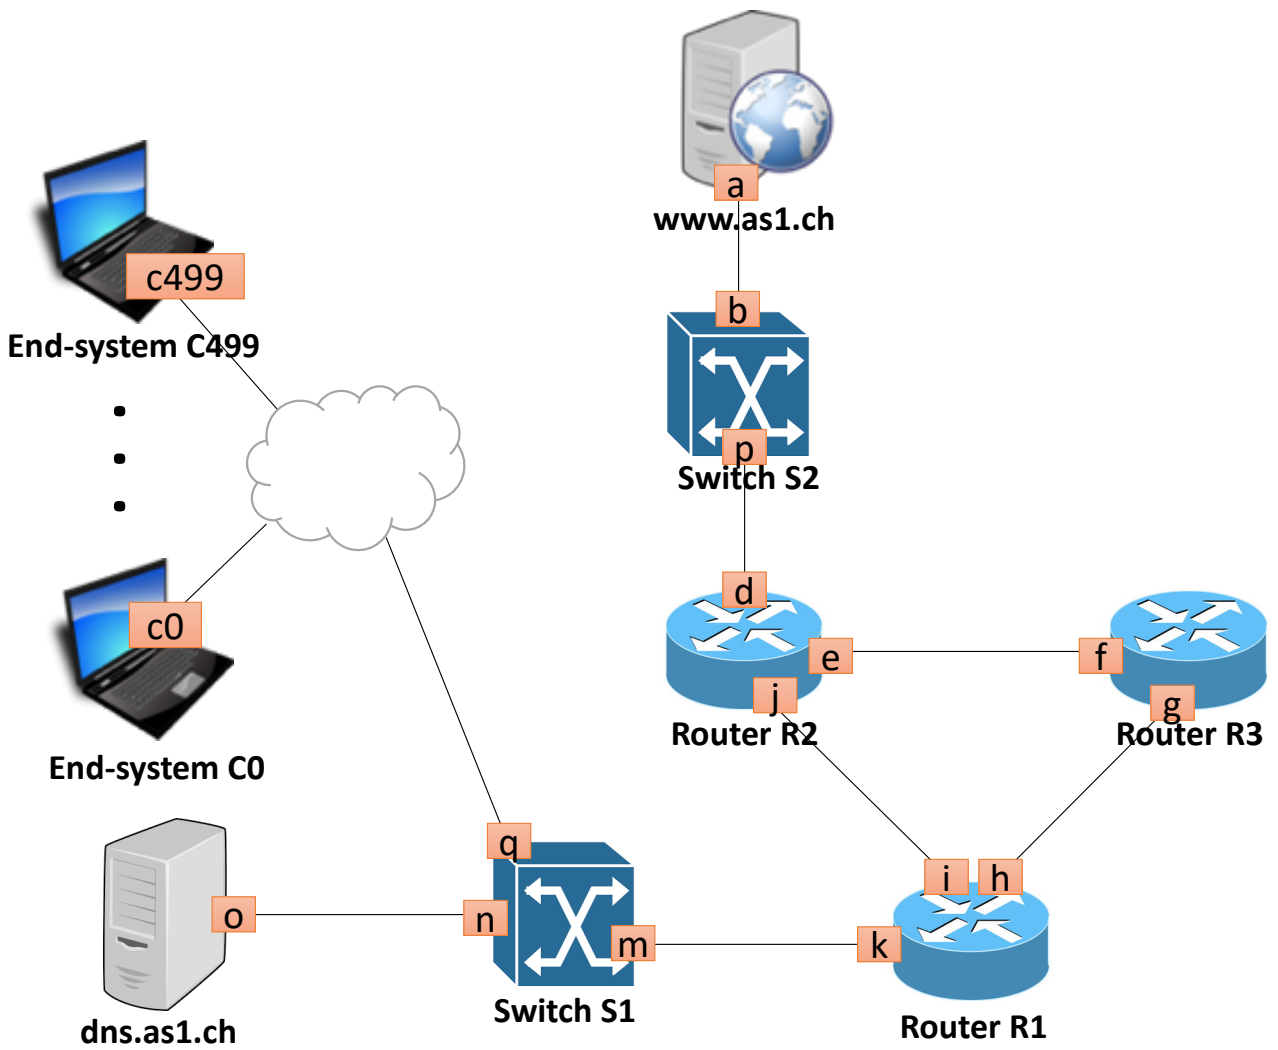 a
www.as1.ch
c499
End-system C499
b
p
Switch S2
c0
End-system C0
d
e
f
j
g
Router R2
Router R3
q
i
h
o
n
m
k
Switch S1
dns.as1.ch
Router R1